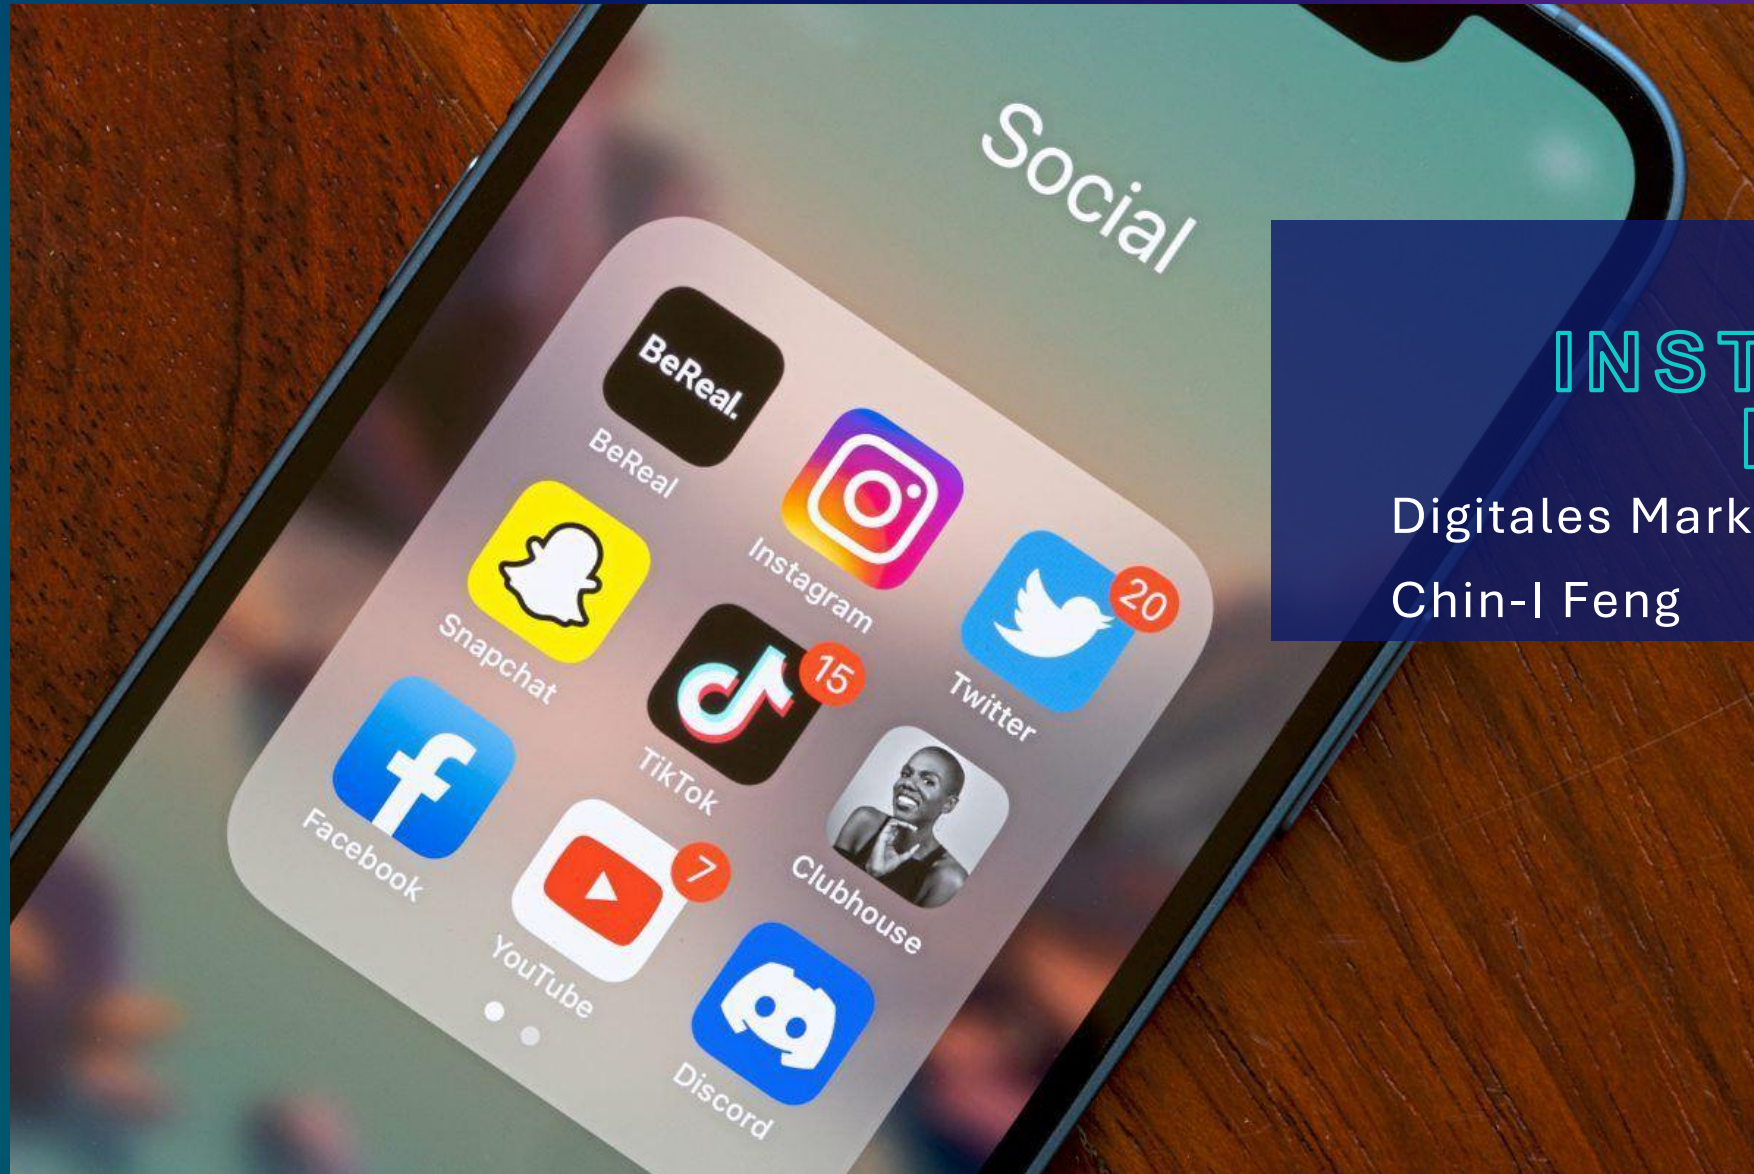 Social
BeReal.
BeReal
Instagram
20
Twitter
Snapchat
15
TikTok
Clubhouse
Facebook
7
YouTube
Discord
INST
Digitales Mark
Chin-I Feng